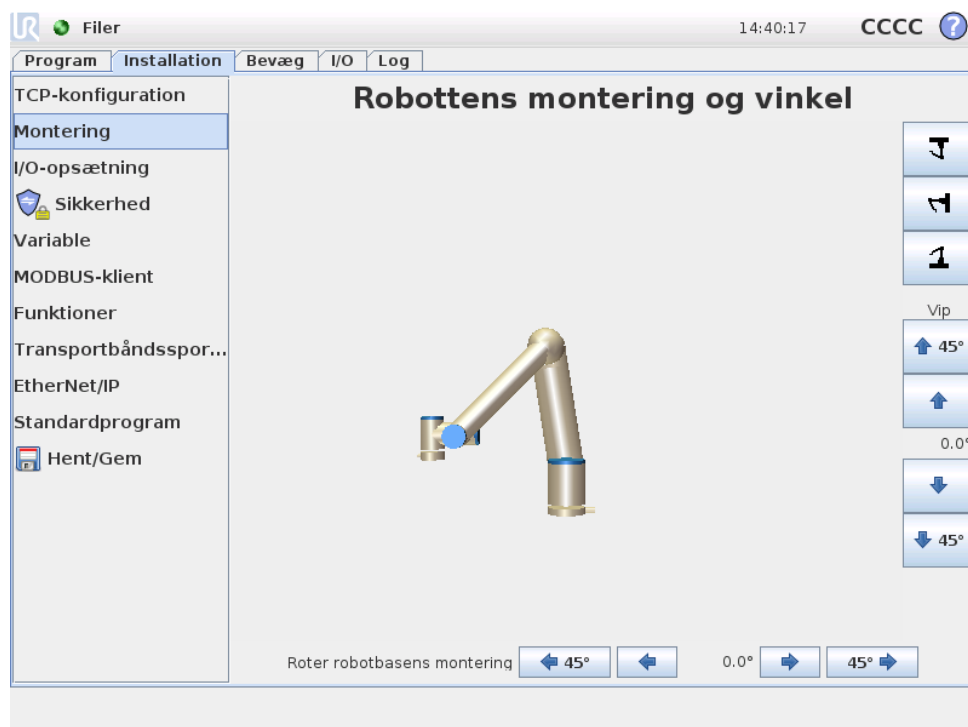 UR Filer 14:40:17 CCCC ?
Program Installation Bevæg I/O Log
TCP-konfiguration
Montering
I/O-opsætning
Sikkerhed
Variable
MODBUS-klient
Funktioner
Transportbåndsspor...
EtherNet/IP
Standardprogram
Hent/Gem
Robottens montering og vinkel
Vip
45°
0.0°
45°
Roter robotbasens montering 45° 0.0° 45°